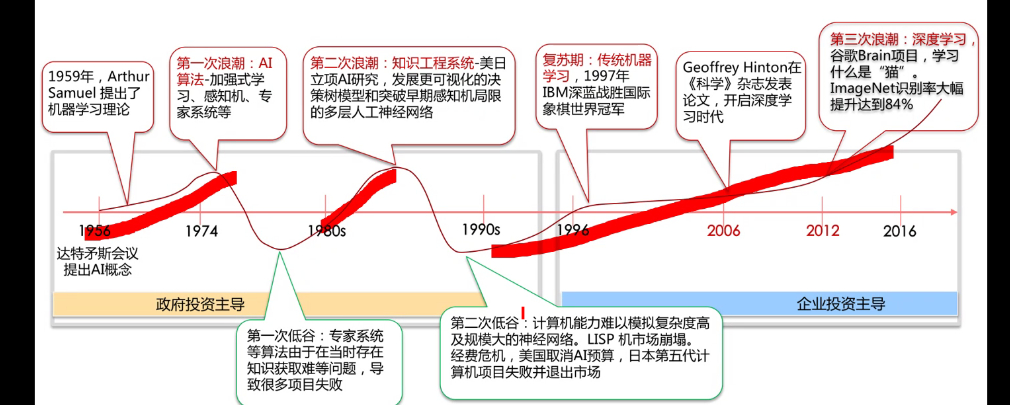 1959年，Arthur
Samuel 提出了
机器学习理论
第一次浪潮：AI
算法-加强式学
习、感知机、专
家系统等
第二次浪潮：知识工程系统-美日
立项AI研究，发展更可视化的决
策树模型和突破早期感知机局限
的多层人工神经网络
复苏期：传统机器
学习，1997年
IBM深蓝战胜国际
象棋世界冠军
Geoffrey Hinton在
《科学》杂志发表
论文，开启深度学
习时代
第三次浪潮：深度学习，
谷歌Brain项目，学习
什么是“猫”。
ImageNet识别率大幅
提升达到84%
1956
1974
1980s
1990s
1996
2006
2012
2016
达特矛斯会议
提出AI概念
政府投资主导
企业投资主导
第一次低谷：专家系统
等算法由于在当时存在
知识获取难等问题，导
致很多项目失败
第二次低谷：计算机能力难以模拟复杂度高
及规模大的神经网络。LISP 机市场崩塌。
经费危机，美国取消AI预算，日本第五代计
算机项目失败并退出市场